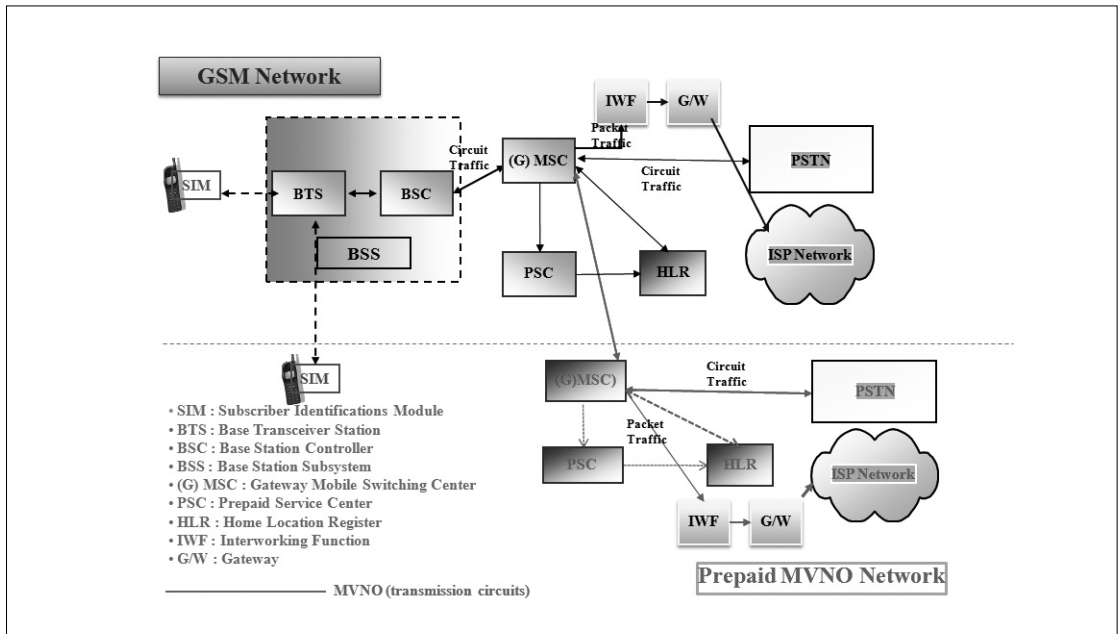 GSM Network
IWF
G/W
Packet
Traffic
Circuit
Traffic
(G) MSC
PSTN
Circuit
Traffic
SIM
BTS
BSC
BSS
PSC
HLR
ISP Network
SIM
(G)MSC)
Circuit
Traffic
PSTN
Packet
Traffic
PSC
HLR
ISP Network
IWF
G/W
• SIM : Subscriber Identifications Module
• BTS : Base Transceiver Station
• BSC : Base Station Controller
• BSS : Base Station Subsystem
• (G) MSC : Gateway Mobile Switching Center
• PSC : Prepaid Service Center
• HLR : Home Location Register
• IWF : Interworking Function
• G/W : Gateway
MVNO (transmission circuits)
Prepaid MVNO Network